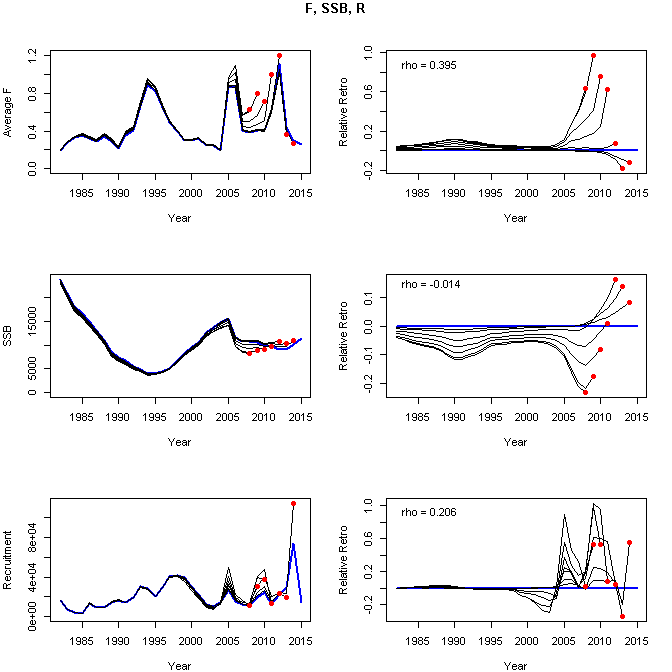 F, SSB, R
Average F
0.0 0.4 0.8 1.2
1985 1990 1995 2000 2005 2010 2015
Year
Relative Retro
-0.2 0.2 0.6 1.0
rho = 0.395
1985 1990 1995 2000 2005 2010 2015
Year
SSB
0 5000 15000
1985 1990 1995 2000 2005 2010 2015
Year
Relative Retro
-0.2 -0.1 0.0 0.1
rho = -0.014
1985 1990 1995 2000 2005 2010 2015
Year
Recruitment
0e+00 4e+04 8e+04
1985 1990 1995 2000 2005 2010 2015
Year
Relative Retro
-0.2 0.2 0.6 1.0
rho = 0.206
1985 1990 1995 2000 2005 2010 2015
Year